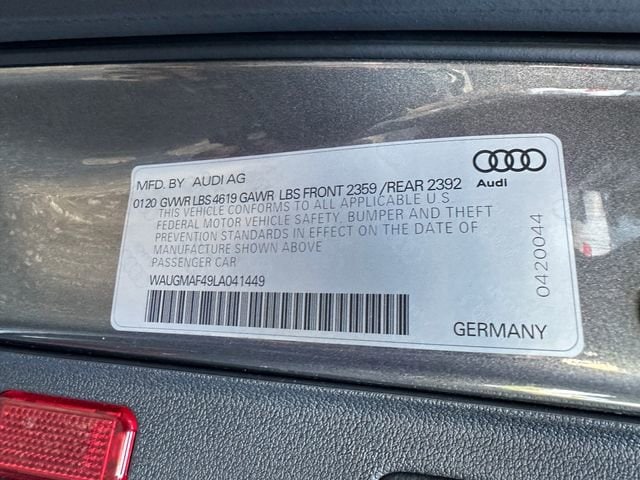 MFD. BY AUDI AG
0120 GVWR LBS 4619 GAWR LBS FRONT 2359 /REAR 2392
THIS VEHICLE CONFORMS TO ALL APPLICABLE U.S
FEDERAL MOTOR VEHICLE SAFETY, BUMPER AND THEFT
PREVENTION STANDARDS IN EFFECT ON THE DATE OF
MANUFACTURE SHOWN ABOVE
PASSENGER CAR
WAUGMAF49LA041449
Audi
0420044
GERMANY